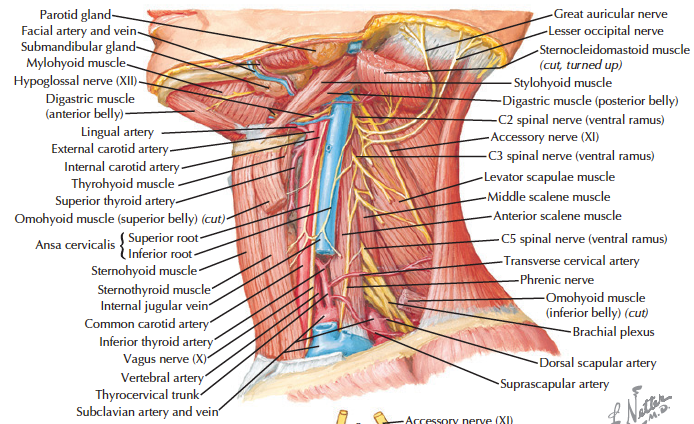 Parotid gland
Facial artery and vein
Submandibular gland
Mylohyoid muscle
Hypoglossal nerve (XII)
Digastric muscle
(anterior belly)
Lingual artery
External carotid artery
Internal carotid artery
Thyrohyoid muscle
Superior thyroid artery
Omohyoid muscle (superior belly) (cut)
Ansa cervicalis
Superior root
Inferior root
Sternohyoid muscle
Sternothyroid muscle
Internal jugular vein
Common carotid artery
Inferior thyroid artery
Vagus nerve (X)
Vertebral artery
Thyrocervical trunk
Subclavian artery and vein
Great auricular nerve
Lesser occipital nerve
Sternocleidomastoid muscle
(cut, turned up)
Stylohyoid muscle
Digastric muscle (posterior belly)
C2 spinal nerve (ventral ramus)
Accessory nerve (XI)
C3 spinal nerve (ventral ramus)
Levator scapulae muscle
Middle scalene muscle
Anterior scalene muscle
C5 spinal nerve (ventral ramus)
Transverse cervical artery
Phrenic nerve
Omohyoid muscle
(inferior belly) (cut)
Brachial plexus
Dorsal scapular artery
Suprascapular artery
Netter
M.D.
Accessory nerve (XI)